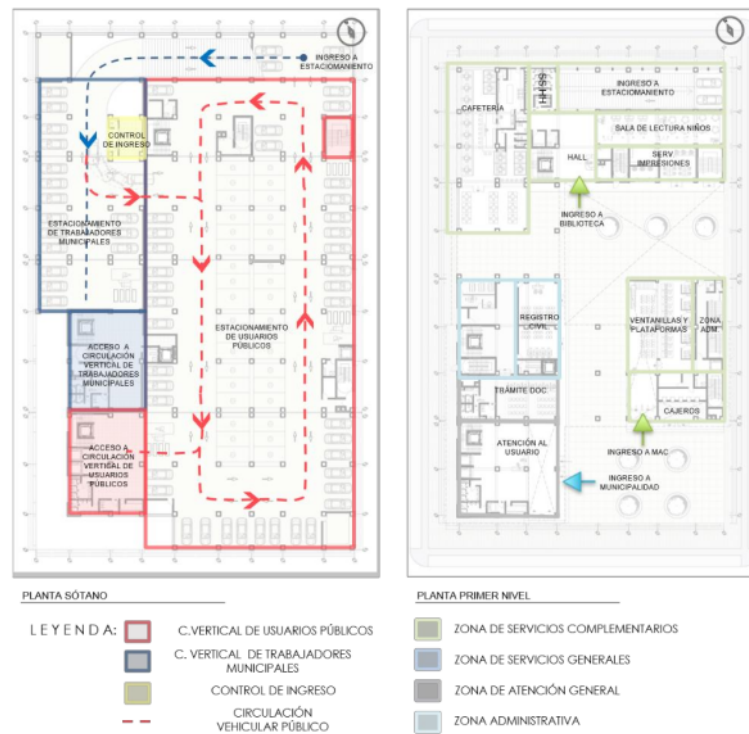 INGRESO A
ESTACIOMANIENTO
CONTROL
DE INGRESO
ESTACIONAMIENTO
DE TRABAJADORES
MUNICIPALES
ESTACIONAMIENTO
DE USUARIOS
PÚBLICOS
ACCESO A
CIRCULACIÓN
VERTICAL DE
TRABAJADORES
MUNICIPALES
ACCESO A
CIRCULACIÓN
VERTICAL DE
USUARIOS
PÚBLICOS
CAFETERÍA
SS.HH
INGRESO A
ESTACIONAMIENTO
SALA DE LECTURA NIÑOS
HALL
SERV
IMPRESIONES
INGRESO A
BIBLIOTECA
REGISTRO
CIVIL
VENTANILLAS Y
PLATAFORMAS
ZONA
ADM.
TRÁMITE DOC.
CAJEROS
ATENCIÓN AL
USUARIO
INGRESO A MAC
INGRESO A
MUNICIPALIDAD
PLANTA SÓTANO
PLANTA PRIMER NIVEL
LEYENDA:
C.VERTICAL DE USUARIOS PÚBLICOS
C. VERTICAL DE TRABAJADORES
MUNICIPALES
CONTROL DE INGRESO
CIRCULACIÓN
VEHICULAR PÚBLICO
ZONA DE SERVICIOS COMPLEMENTARIOS
ZONA DE SERVICIOS GENERALES
ZONA DE ATENCIÓN GENERAL
ZONA ADMINISTRATIVA